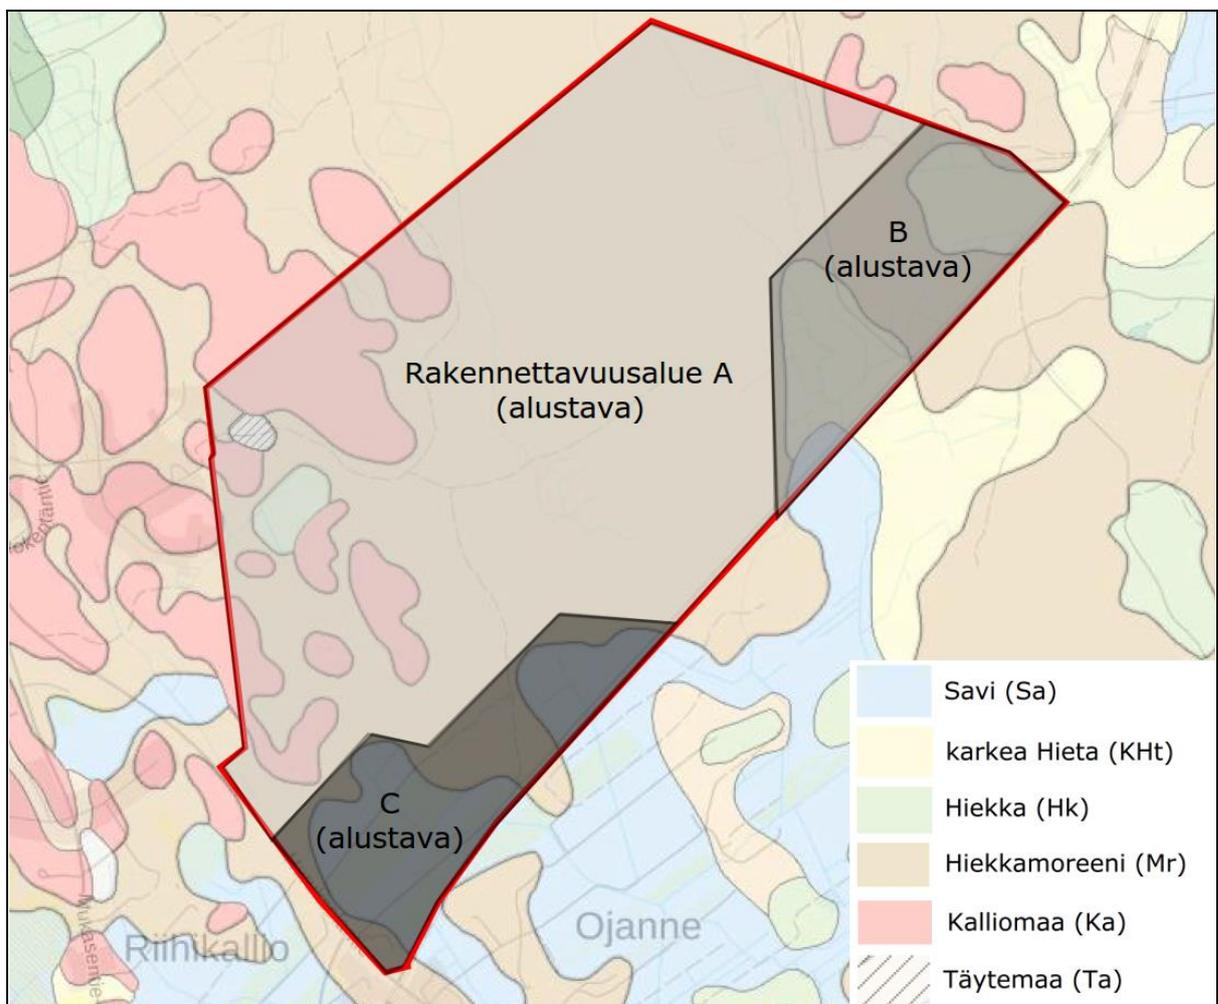 B
(alustava)
Rakennettavuusalue A
(alustava)
C
(alustava)
Riihikallio
Ojanne
Savi (Sa)
karkea Hieta (KHt)
Hiekka (Hk)
Hiekkamoreeni (Mr)
Kalliomaa (Ka)
Täytemaa (Ta)